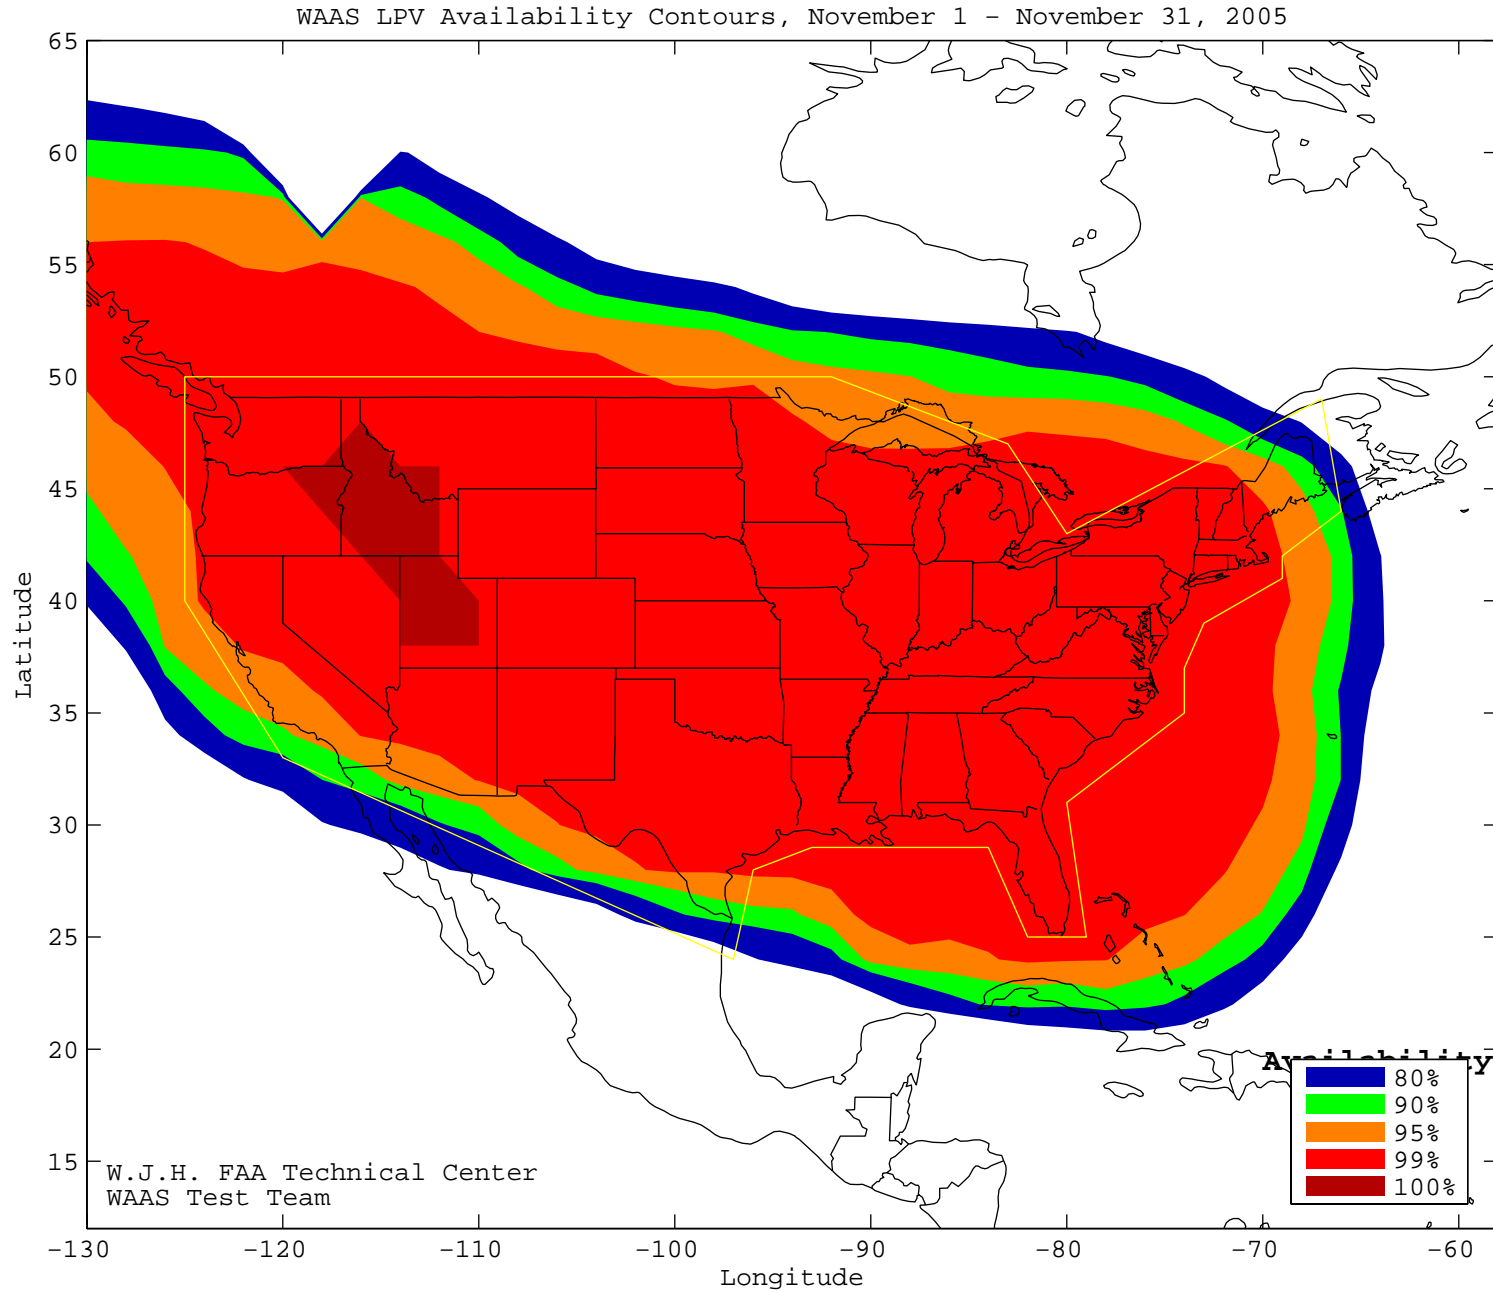 WAAS LPV Availability Contours, November 1 – November 31, 2005
65
60
55
50
45
40
35
30
25
20
15
Latitude
Availability
80%
90%
95%
99%
100%
W.J.H. FAA Technical Center
WAAS Test Team
−130 −120 −110 −100 −90 −80 −70 −60
Longitude